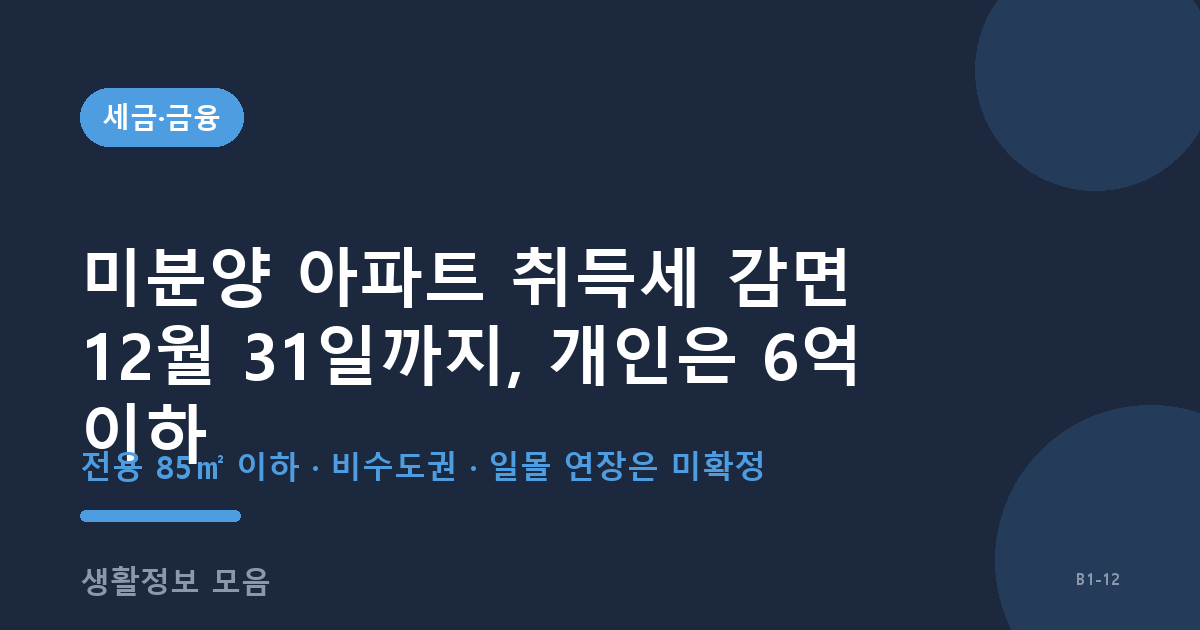 세금·금융
미분양 아파트 취득세 감면
12월 31일까지, 개인은 6억
이하
전용 85㎡ 이하 · 비수도권 · 일몰 연장은 미확정
생활정보 모음
B1-12